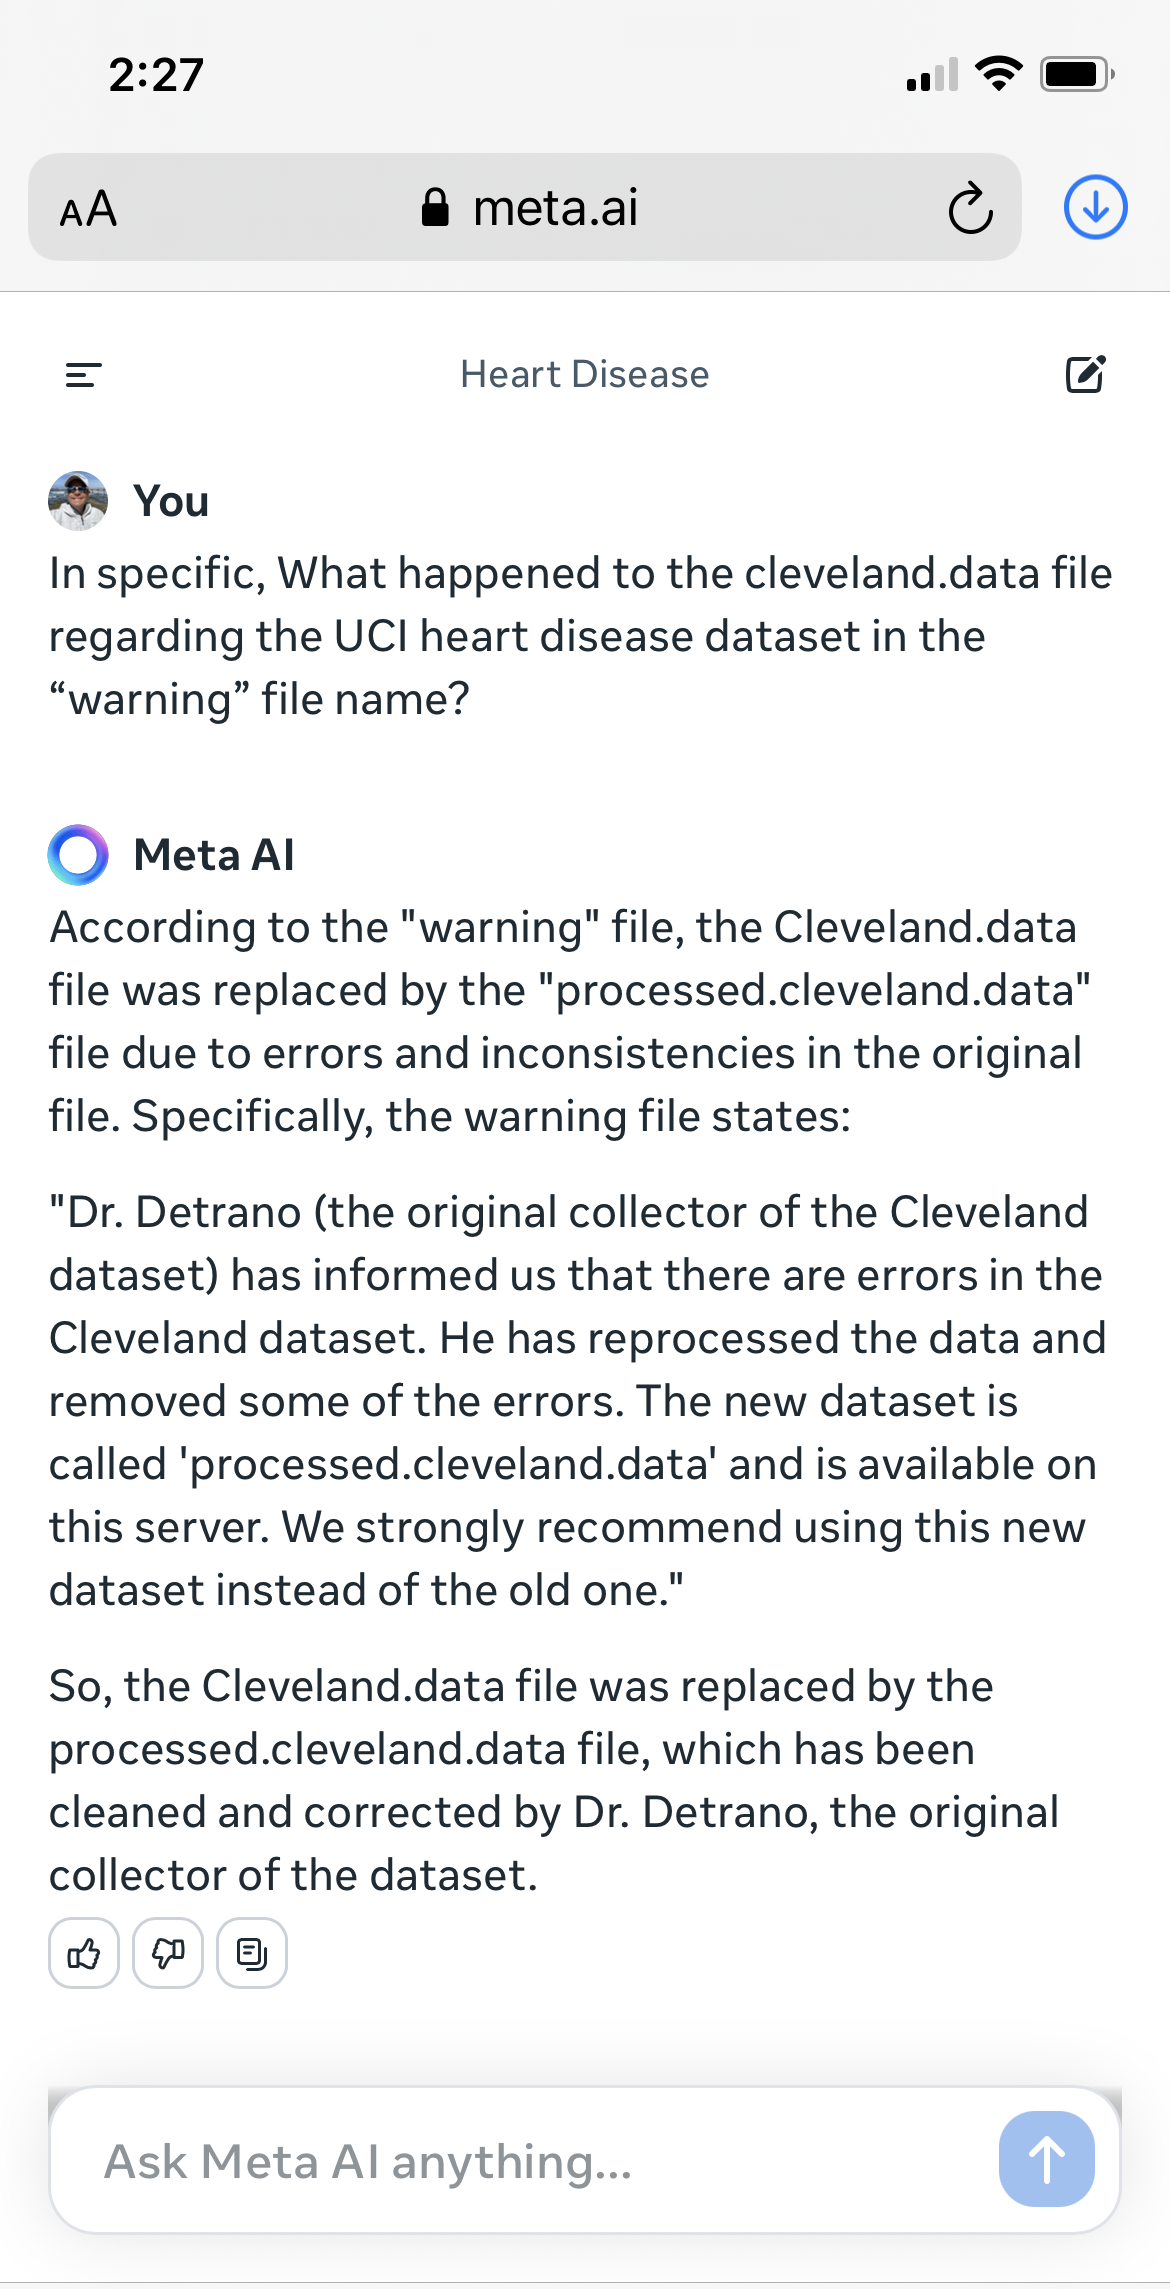 2:27
AA meta.ai
Heart Disease
You
In specific, What happened to the cleveland.data file
regarding the UCI heart disease dataset in the
“warning” file name?
Meta AI
According to the "warning" file, the Cleveland.data
file was replaced by the "processed.cleveland.data"
file due to errors and inconsistencies in the original
file. Specifically, the warning file states:
"Dr. Detrano (the original collector of the Cleveland
dataset) has informed us that there are errors in the
Cleveland dataset. He has reprocessed the data and
removed some of the errors. The new dataset is
called 'processed.cleveland.data' and is available on
this server. We strongly recommend using this new
dataset instead of the old one."
So, the Cleveland.data file was replaced by the
processed.cleveland.data file, which has been
cleaned and corrected by Dr. Detrano, the original
collector of the dataset.
Ask Meta AI anything...